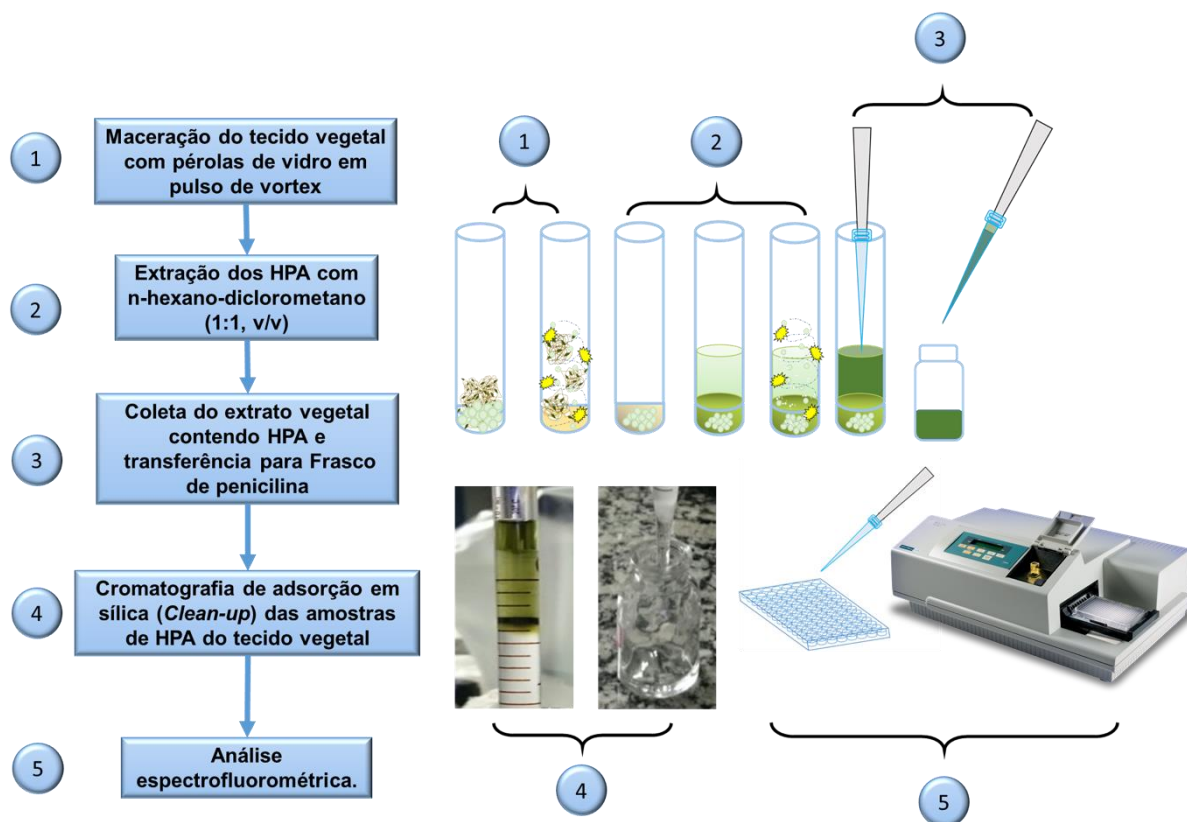 1
Maceração do tecido vegetal
com pérolas de vidro em
pulso de vortex
2
Extração dos HPA com
n-hexano-diclorometano
(1:1, v/v)
3
Coleta do extrato vegetal
contendo HPA e
transferência para Frasco
de penicilina
4
Cromatografia de adsorção em
sílica (Clean-up) das amostras
de HPA do tecido vegetal
5
Análise
espectrofluorométrica.
1
2
3
4
5